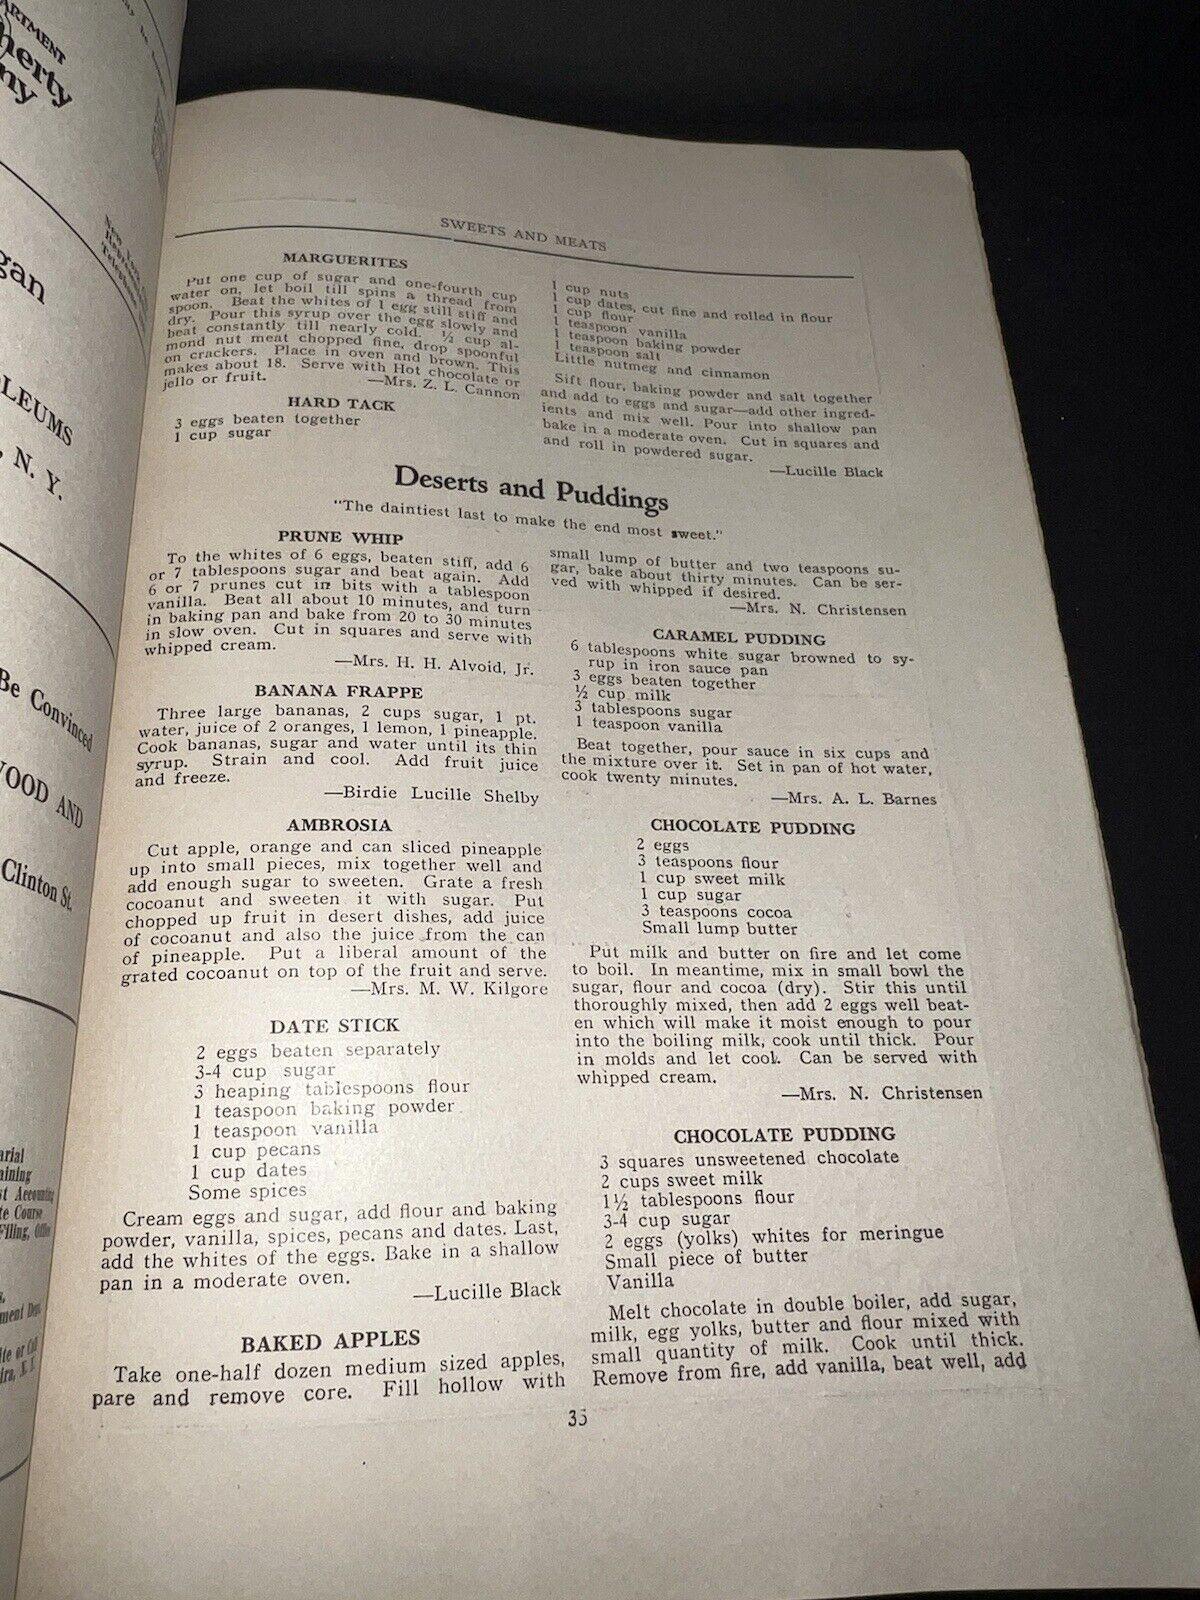 ARTMENT
herty
ny
gan
LEUMS
, N. Y.
Be Convinced
WOOD AND
Clinton St.
SWEETS AND MEATS
MARGUERITES
Put one cup of sugar and one-fourth cup
water on, let boil till spins a thread from
spoon. Beat the whites of 1 egg still stiff and
dry. Pour this syrup over the egg slowly and
beat constantly till nearly cold. ½ cup al-
mond nut meat chopped fine, drop spoonful
on crackers. Place in oven and brown. This
makes about 18. Serve with Hot chocolate or
jello or fruit.
—Mrs. Z. L. Cannon
HARD TACK
3 eggs beaten together
1 cup sugar
1 cup nuts
1 cup dates, cut fine and rolled in flour
1 cup flour
1 teaspoon vanilla
1 teaspoon baking powder
1 teaspoon salt
Little nutmeg and cinnamon
Sift flour, baking powder and salt together
and add to eggs and sugar—add other ingred-
ients and mix well. Pour into shallow pan
bake in a moderate oven. Cut in squares and
and roll in powdered sugar.
—Lucille Black
Deserts and Puddings
"The daintiest last to make the end most sweet."
PRUNE WHIP
To the whites of 6 eggs, beaten stiff, add 6
or 7 tablespoons sugar and beat again. Add
6 or 7 prunes cut in bits with a tablespoon
vanilla. Beat all about 10 minutes, and turn
in baking pan and bake from 20 to 30 minutes
in slow oven. Cut in squares and serve with
whipped cream.
—Mrs. H. H. Alvoid, Jr.
BANANA FRAPPE
Three large bananas, 2 cups sugar, 1 pt.
water, juice of 2 oranges, 1 lemon, 1 pineapple.
Cook bananas, sugar and water until its thin
syrup. Strain and cool. Add fruit juice
and freeze.
—Birdie Lucille Shelby
AMBROSIA
Cut apple, orange and can sliced pineapple
up into small pieces, mix together well and
add enough sugar to sweeten. Grate a fresh
cocoanut and sweeten it with sugar. Put
chopped up fruit in desert dishes, add juice
of cocoanut and also the juice from the can
of pineapple. Put a liberal amount of the
grated cocoanut on top of the fruit and serve.
—Mrs. M. W. Kilgore
DATE STICK
2 eggs beaten separately
3-4 cup sugar
3 heaping tablespoons flour
1 teaspoon baking powder
1 teaspoon vanilla
1 cup pecans
1 cup dates
Some spices
Cream eggs and sugar, add flour and baking
powder, vanilla, spices, pecans and dates. Last,
add the whites of the eggs. Bake in a shallow
pan in a moderate oven.
—Lucille Black
BAKED APPLES
Take one-half dozen medium sized apples,
pare and remove core. Fill hollow with
small lump of butter and two teaspoons su-
gar, bake about thirty minutes. Can be ser-
ved with whipped if desired.
—Mrs. N. Christensen
CARAMEL PUDDING
6 tablespoons white sugar browned to sy-
rup in iron sauce pan
3 eggs beaten together
½ cup milk
3 tablespoons sugar
1 teaspoon vanilla
Beat together, pour sauce in six cups and
the mixture over it. Set in pan of hot water,
cook twenty minutes.
—Mrs. A. L. Barnes
CHOCOLATE PUDDING
2 eggs
3 teaspoons flour
1 cup sweet milk
1 cup sugar
3 teaspoons cocoa
Small lump butter
Put milk and butter on fire and let come
to boil. In meantime, mix in small bowl the
sugar, flour and cocoa (dry). Stir this until
thoroughly mixed, then add 2 eggs well beat-
en which will make it moist enough to pour
into the boiling milk, cook until thick. Pour
in molds and let cook. Can be served with
whipped cream.
—Mrs. N. Christensen
CHOCOLATE PUDDING
3 squares unsweetened chocolate
2 cups sweet milk
1½ tablespoons flour
3-4 cup sugar
2 eggs (yolks) whites for meringue
Small piece of butter
Vanilla
Melt chocolate in double boiler, add sugar,
milk, egg yolks, butter and flour mixed with
small quantity of milk. Cook until thick.
Remove from fire, add vanilla, beat well, add
35